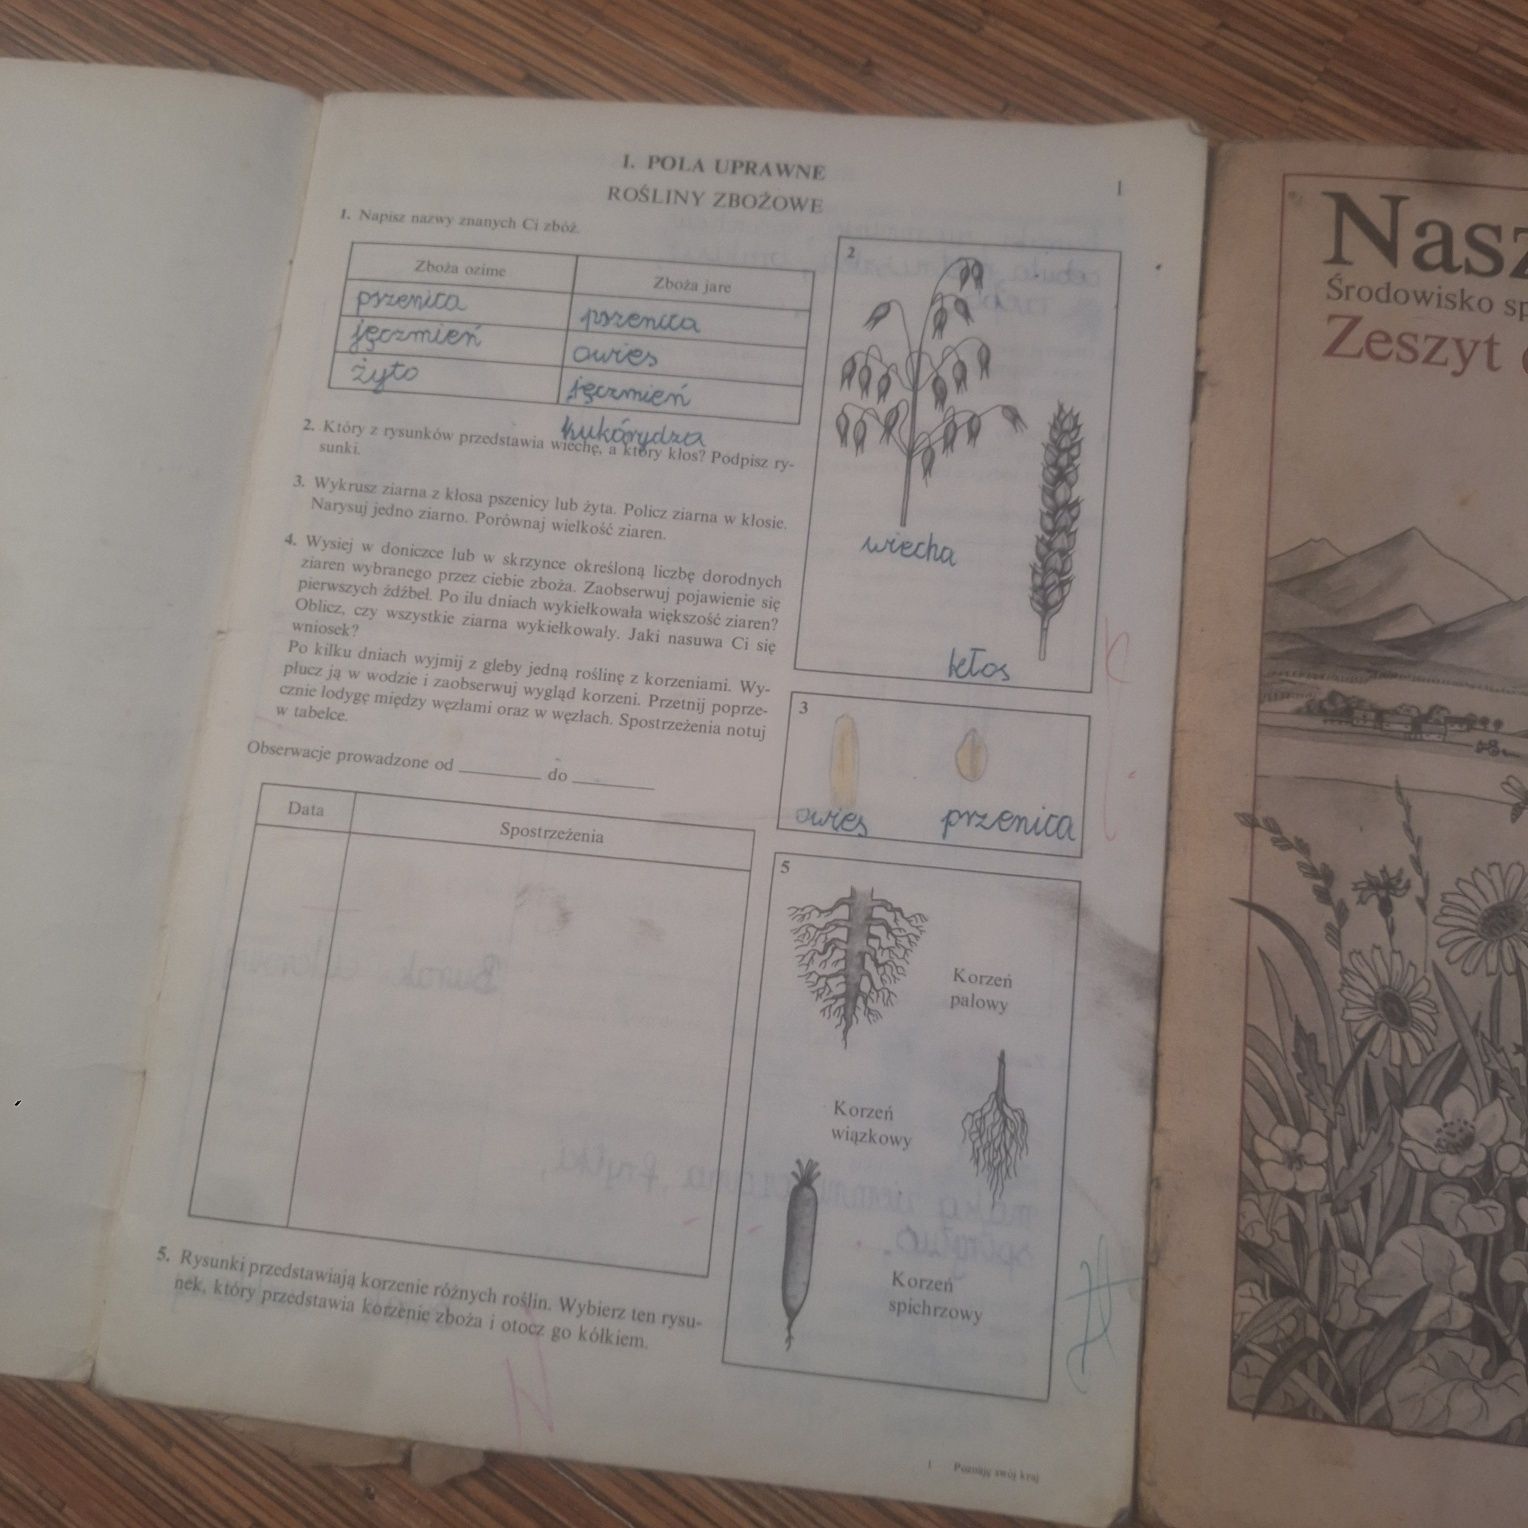 I. POLA UPRAWNE
1
ROŚLINY ZBOŻOWE
1. Napisz nazwy znanych Ci zbóż.
Zboża ozime
Zboża jare
pszenica
pszenica
jęczmień
owies
żyto
jęczmień
kukórydza
2. Który z rysunków przedstawia wiechę, a który kłos? Podpisz ry-
sunki.
3. Wykrusz ziarna z kłosa pszenicy lub żyta. Policz ziarna w kłosie.
Narysuj jedno ziarno. Porównaj wielkość ziaren.
4. Wysiej w doniczce lub w skrzynce określoną liczbę dorodnych
ziaren wybranego przez ciebie zboża. Zaobserwuj pojawienie się
pierwszych źdźbeł. Po ilu dniach wykiełkowała większość ziaren?
Oblicz, czy wszystkie ziarna wykiełkowały. Jaki nasuwa Ci się
wniosek?
Po kilku dniach wyjmij z gleby jedną roślinę z korzeniami. Wy-
płucz ją w wodzie i zaobserwuj wygląd korzeni. Przetnij poprze-
cznie łodygę między węzłami oraz w węzłach. Spostrzeżenia notuj
w tabelce.
Obserwacje prowadzone od do
Data
Spostrzeżenia
5. Rysunki przedstawiają korzenie różnych roślin. Wybierz ten rysu-
nek, który przedstawia korzenie zboża i otocz go kółkiem.
2
wiecha
kłos
3
owies
przenica
5
Korzeń
palowy
Korzeń
wiązkowy
Korzeń
spichrzowy
1 Poznaję swój kraj
Nasz
Środowisko sp
Zeszyt